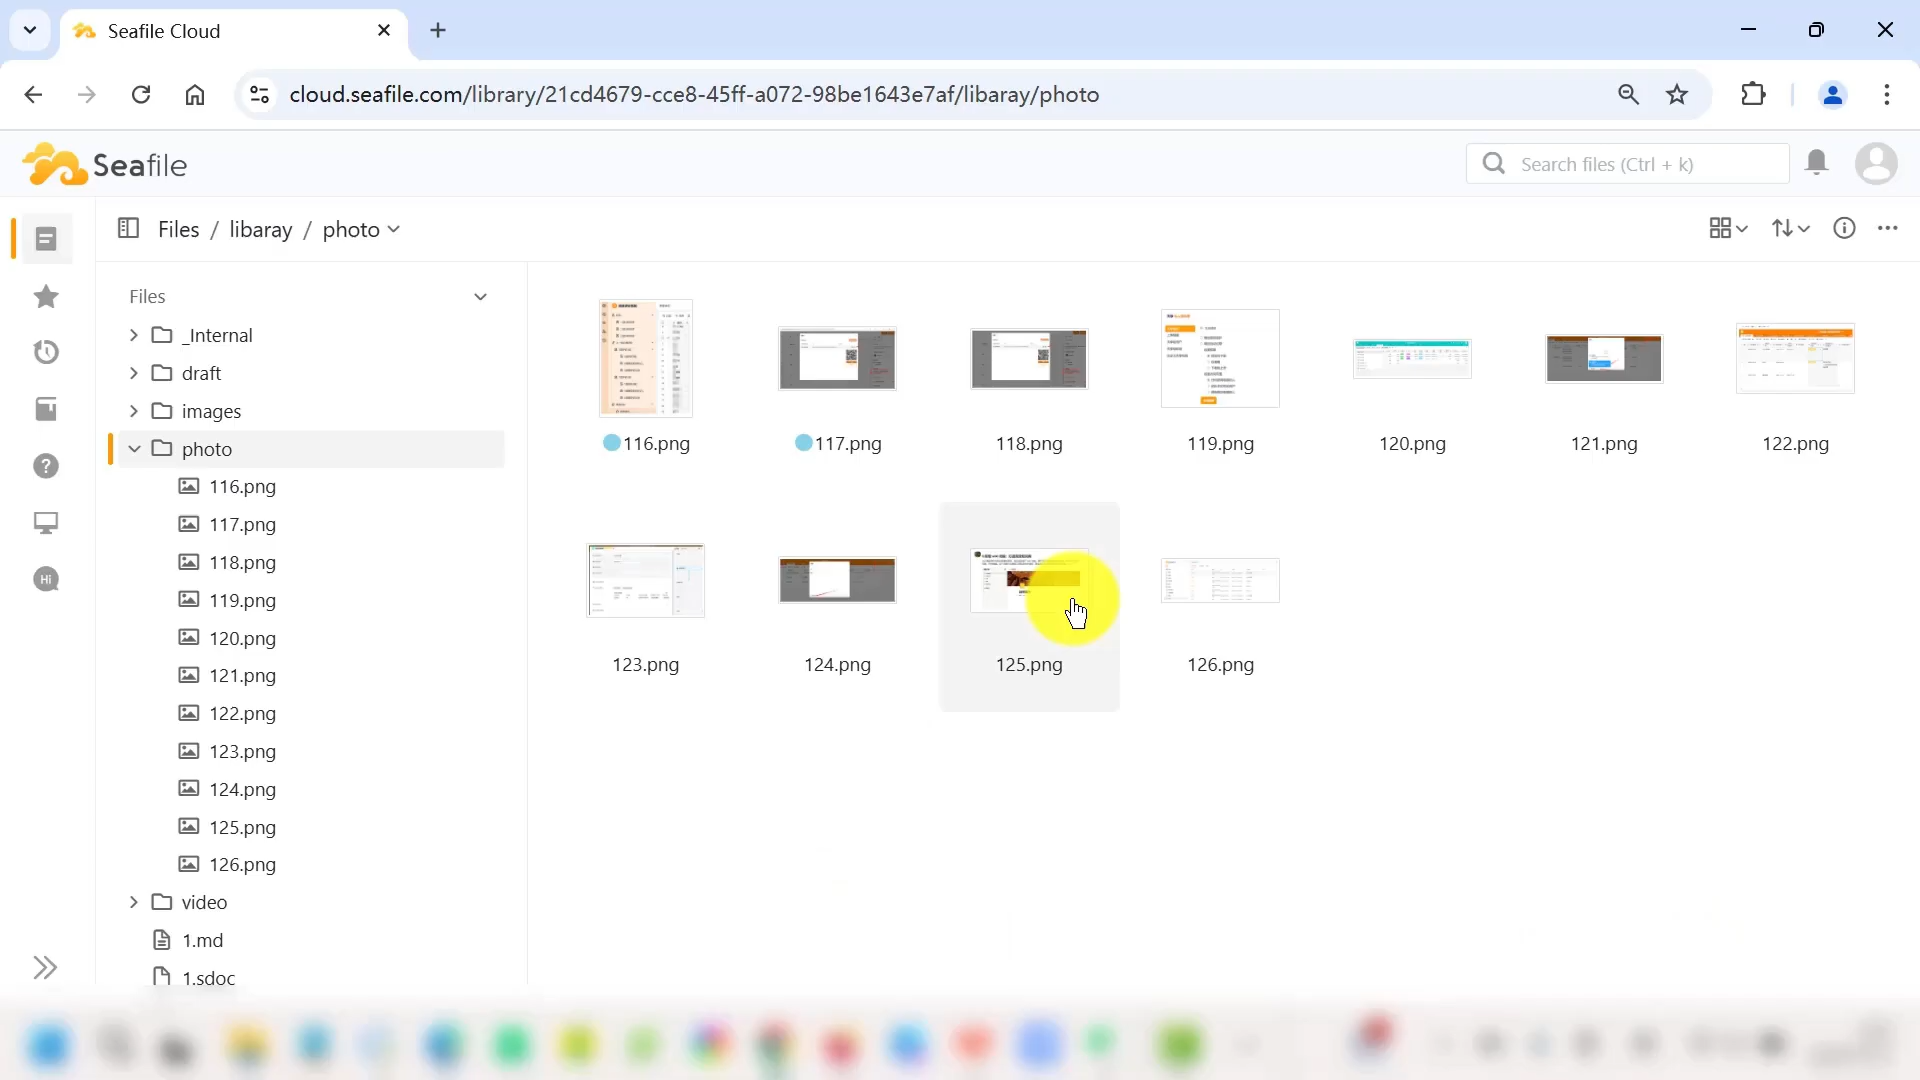 Seafile Cloud
cloud.seafile.com/library/21cd4679-cce8-45ff-a072-98be1643e7af/libaray/photo
Seafile
Search files (Ctrl + k)
Files / libaray / photo
Files
_Internal
draft
images
photo
116.png
117.png
118.png
119.png
120.png
121.png
122.png
123.png
124.png
125.png
126.png
video
1.md
1.sdoc
Hi
116.png
117.png
118.png
119.png
120.png
121.png
122.png
123.png
124.png
125.png
126.png